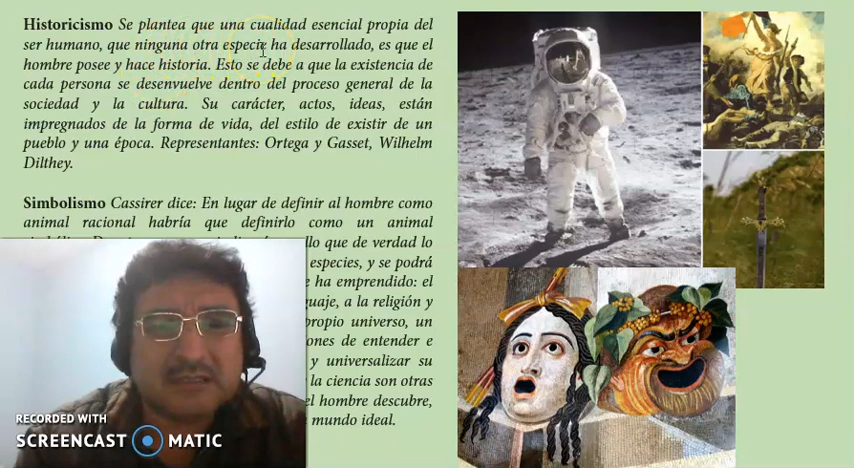 Historicismo Se plantea que una cualidad esencial propia del
ser humano, que ninguna otra especie ha desarrollado, es que el
hombre posee y hace historia. Esto se debe a que la existencia de
cada persona se desenvuelve dentro del proceso general de la
sociedad y la cultura. Su carácter, actos, ideas, están
impregnados de la forma de vida, del estilo de existir de un
pueblo y una época. Representantes: Ortega y Gasset, Wilhelm
Dilthey.
Simbolismo Cassirer dice: En lugar de definir al hombre como
animal racional habría que definirlo como un animal
que de verdad lo
especies, y se podrá
ha emprendido: el
a la religión y
propio universo, un
de entender e
y universalizar su
la ciencia son otras
el hombre descubre,
mundo ideal.
RECORDED WITH
SCREENCAST MATIC